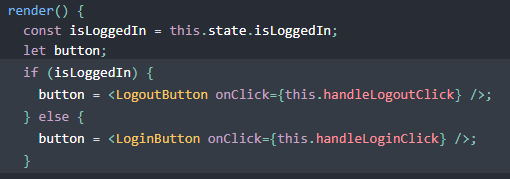 render() {
  const isLoggedIn = this.state.isLoggedIn;
  let button;
  if (isLoggedIn) {
    button = <LogoutButton onClick={this.handleLogoutClick} />;
  } else {
    button = <LoginButton onClick={this.handleLoginClick} />;
  }